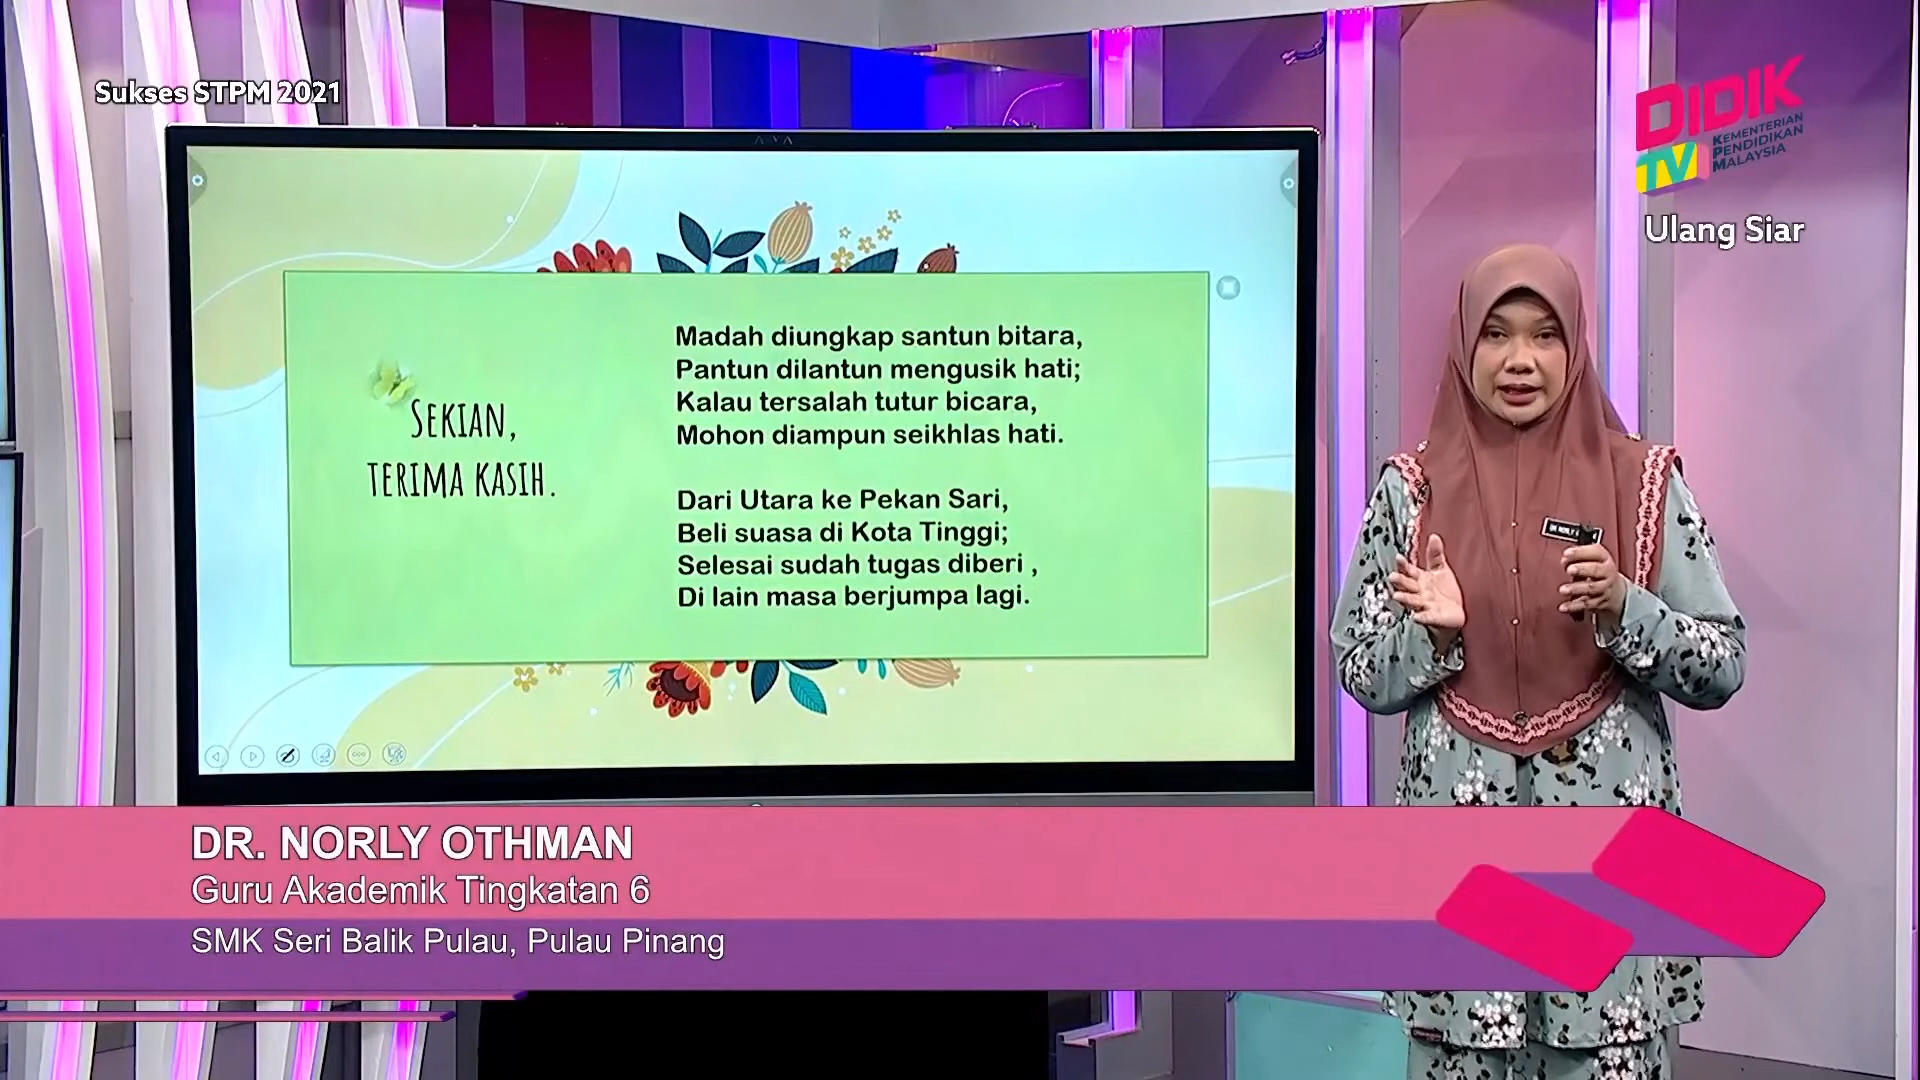 Sukses STPM 2021
DIDIK
TV
KEMENTERIAN
PENDIDIKAN
MALAYSIA
Ulang Siar
SEKIAN,
TERIMA KASIH.
Madah diungkap santun bitara,
Pantun dilantun mengusik hati;
Kalau tersalah tutur bicara,
Mohon diampun seikhlas hati.
Dari Utara ke Pekan Sari,
Beli suasa di Kota Tinggi;
Selesai sudah tugas diberi ,
Di lain masa berjumpa lagi.
DR. NORLY OTHMAN
Guru Akademik Tingkatan 6
SMK Seri Balik Pulau, Pulau Pinang